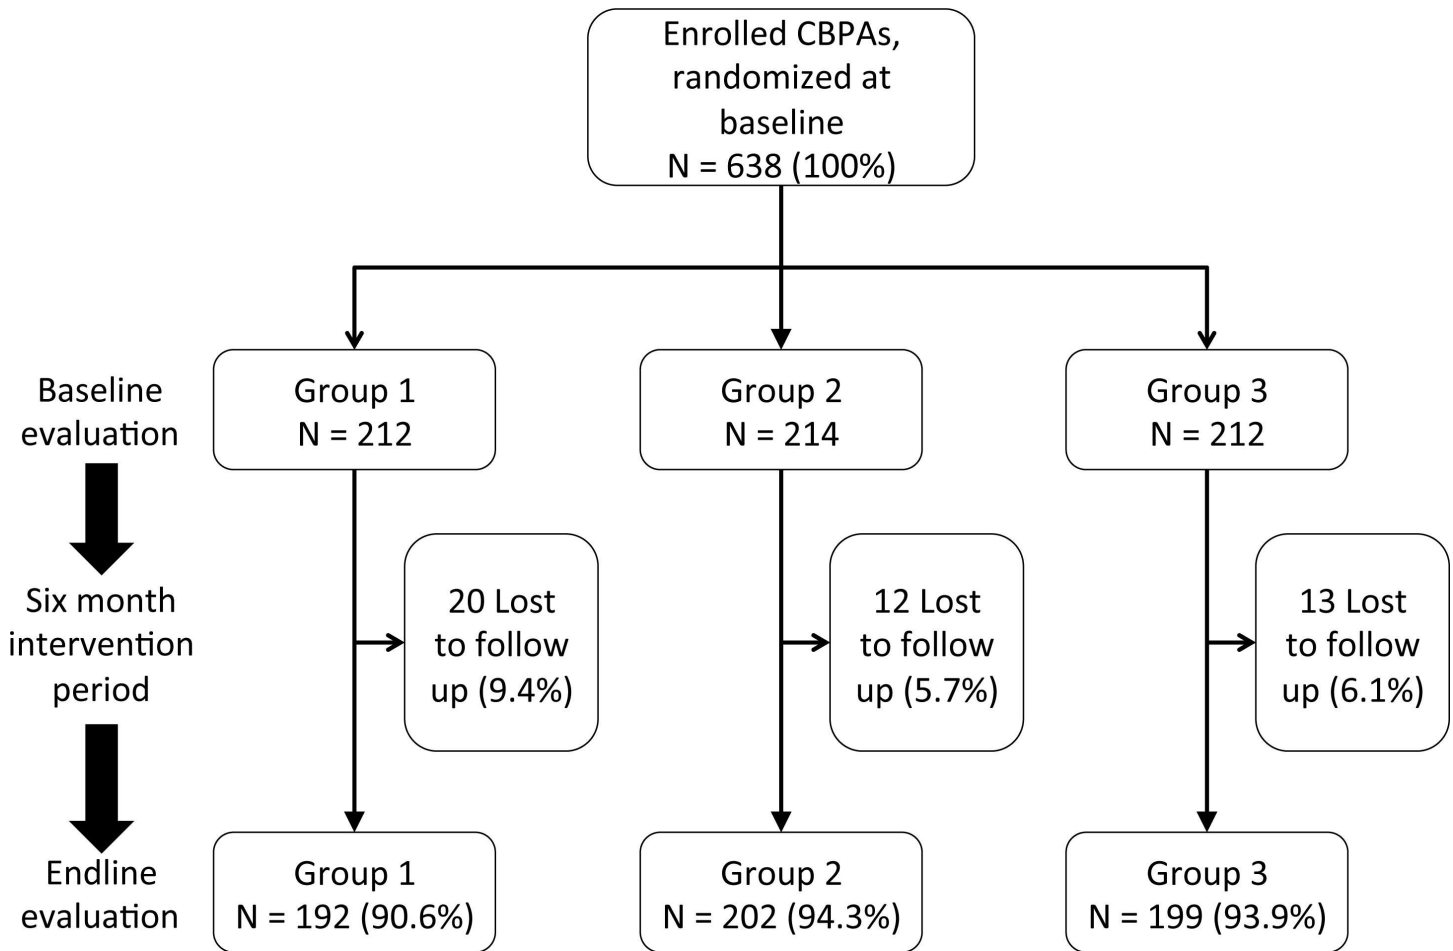 Enrolled CBPAs,
randomized at
baseline
N = 638 (100%)
Baseline
evaluation
Group 1
N = 212
Group 2
N = 214
Group 3
N = 212
Six month
intervention
period
20 Lost
to follow
up (9.4%)
12 Lost
to follow
up (5.7%)
13 Lost
to follow
up (6.1%)
Endline
evaluation
Group 1
N = 192 (90.6%)
Group 2
N = 202 (94.3%)
Group 3
N = 199 (93.9%)